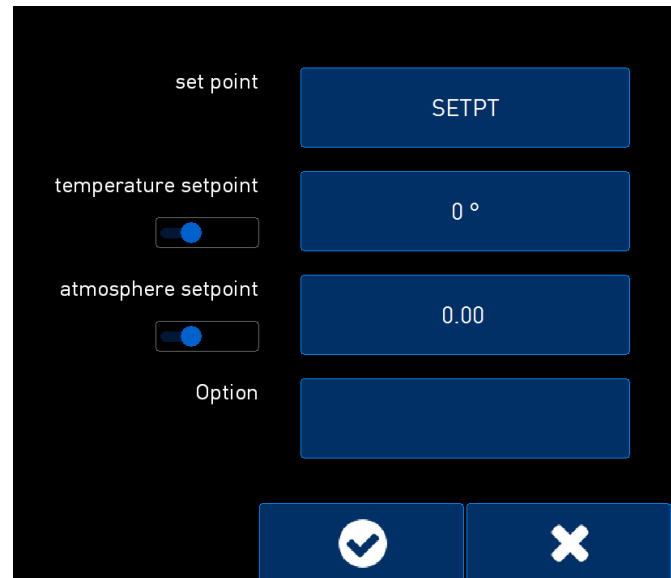 set point
SETPT
temperature setpoint
0 °
atmosphere setpoint
0.00
Option